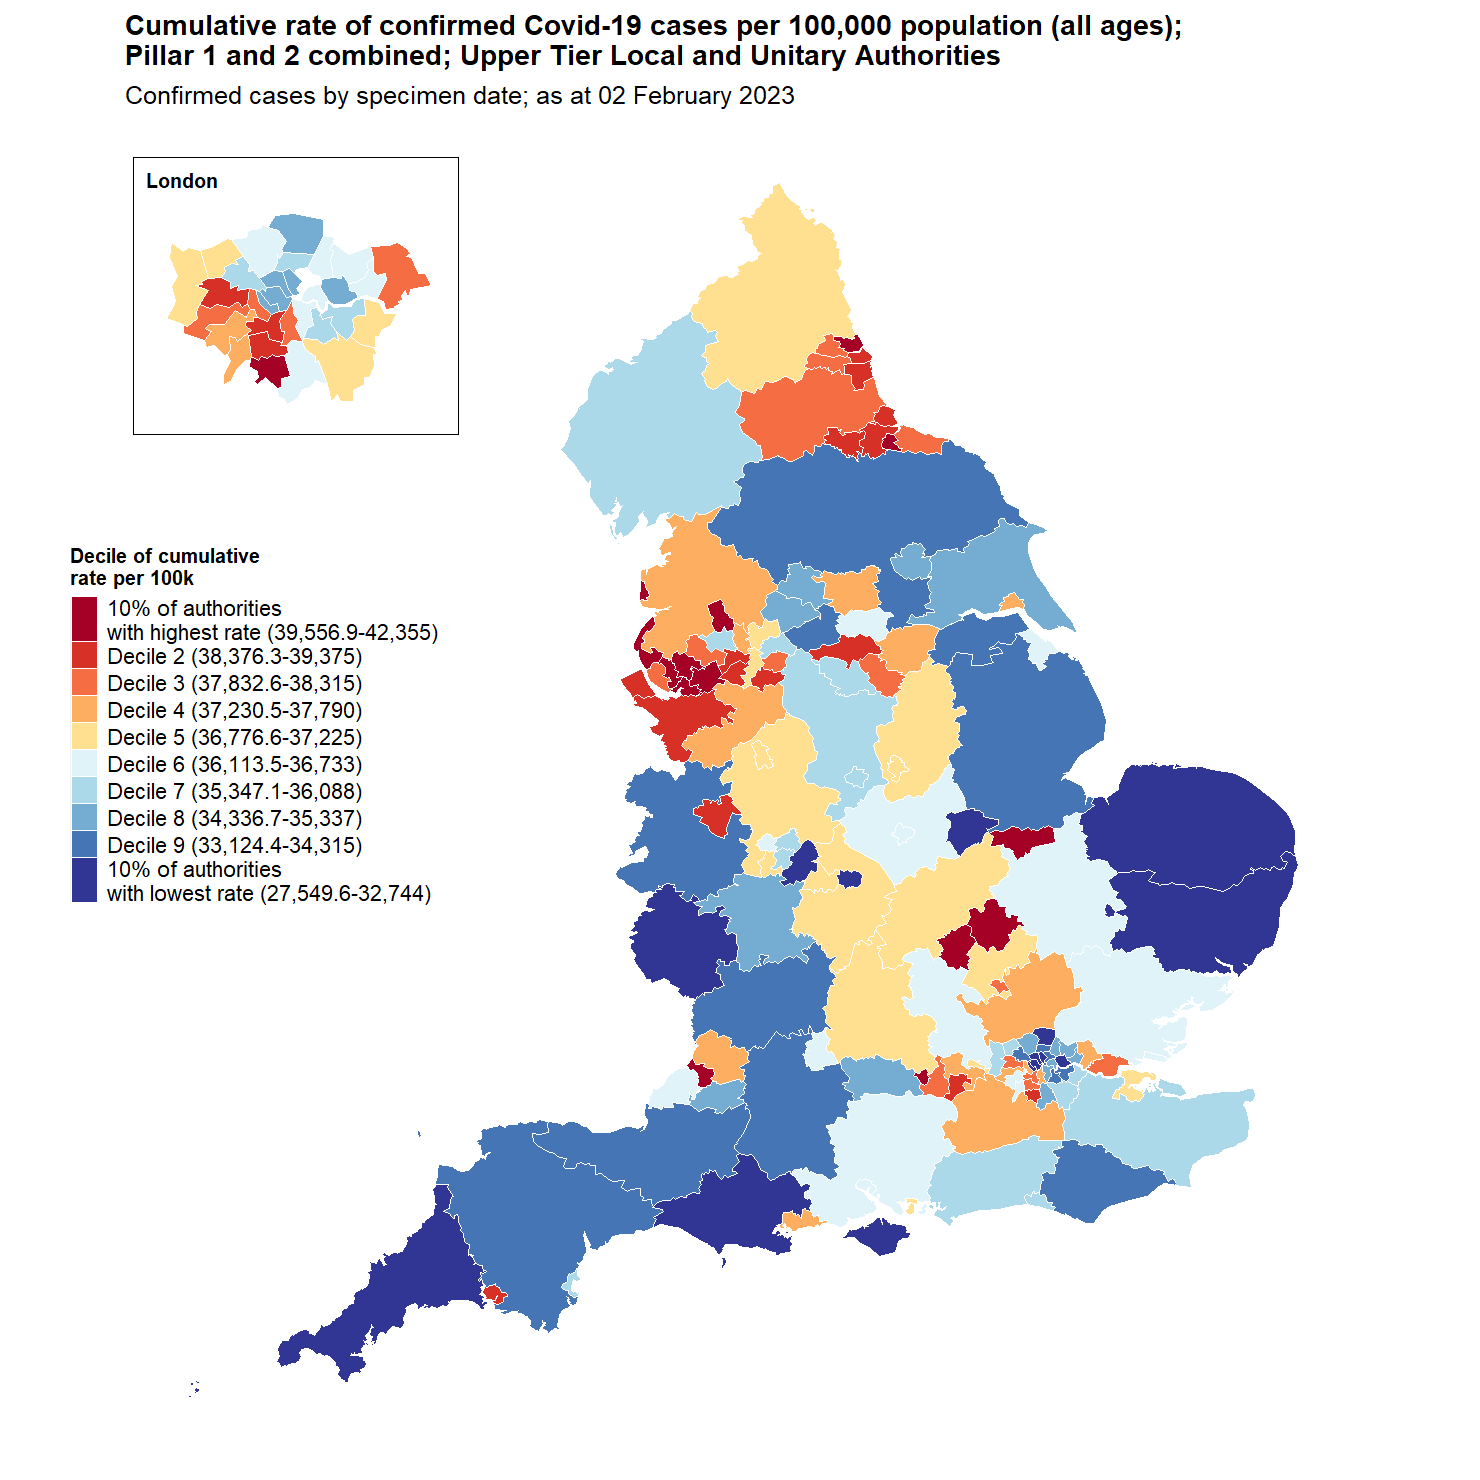 Cumulative rate of confirmed Covid-19 cases per 100,000 population (all ages);
Pillar 1 and 2 combined; Upper Tier Local and Unitary Authorities
Confirmed cases by specimen date; as at 02 February 2023
London
Decile of cumulative
rate per 100k
10% of authorities
with highest rate (39,556.9-42,355)
Decile 2 (38,376.3-39,375)
Decile 3 (37,832.6-38,315)
Decile 4 (37,230.5-37,790)
Decile 5 (36,776.6-37,225)
Decile 6 (36,113.5-36,733)
Decile 7 (35,347.1-36,088)
Decile 8 (34,336.7-35,337)
Decile 9 (33,124.4-34,315)
10% of authorities
with lowest rate (27,549.6-32,744)